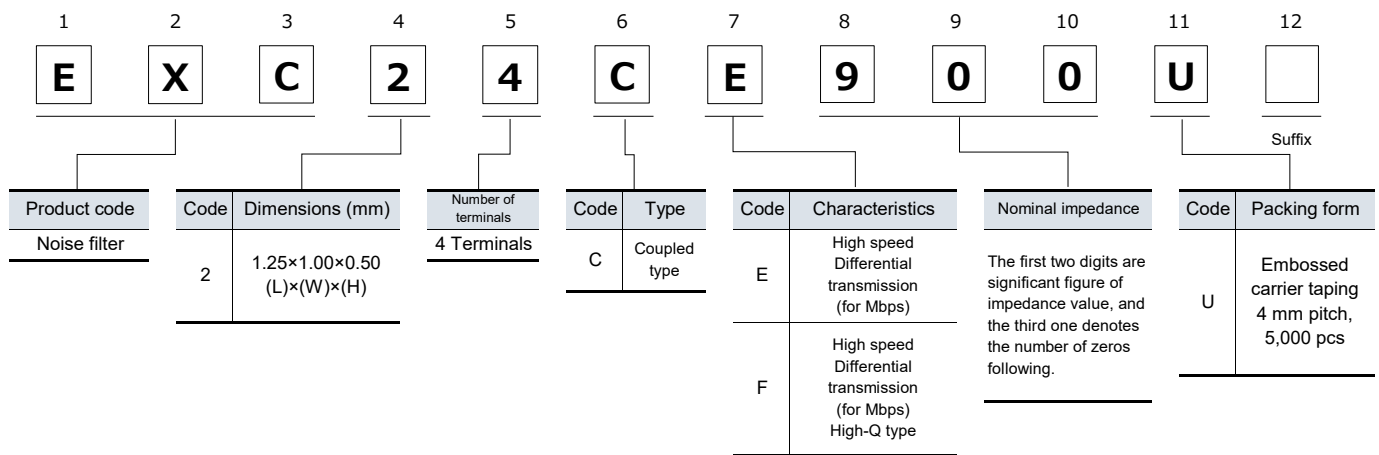 1 2 3 4 5 6 7 8 9 10 11 12
E X C 2 4 C E 9 0 0 U
Suffix
Product code
Noise filter
Code Dimensions (mm)
2
1.25×1.00×0.50
(L)×(W)×(H)
Number of
terminals
4 Terminals
Code Type
C
Coupled
type
Code Characteristics
E
High speed
Differential
transmission
(for Mbps)
F
High speed
Differential
transmission
(for Mbps)
High-Q type
Nominal impedance
The first two digits are
significant figure of
impedance value, and
the third one denotes
the number of zeros
following.
Code Packing form
U
Embossed
carrier taping
4 mm pitch,
5,000 pcs